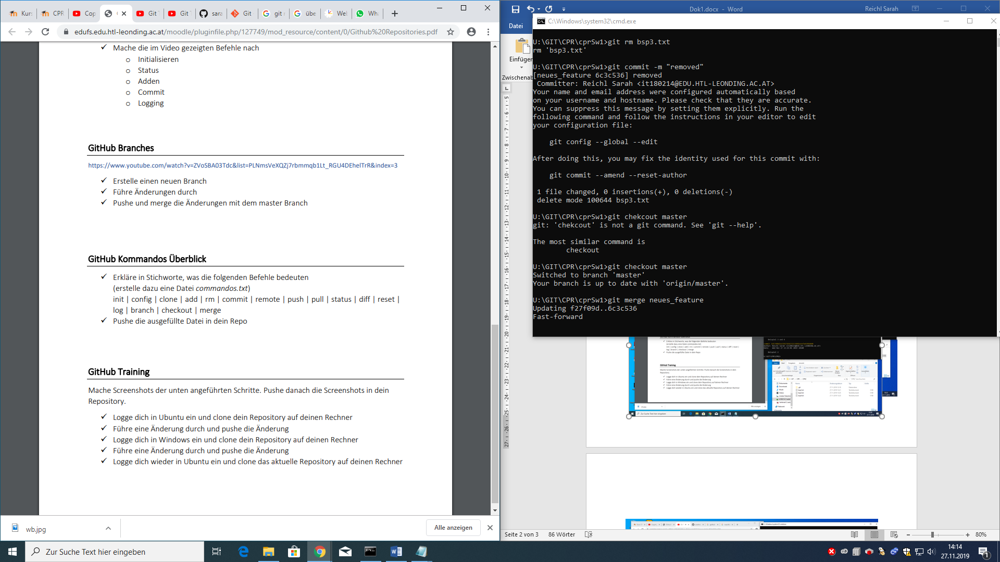 Kurs
CPR
Cop
Git
Git
sara
Git
git r
übe
Wel
Wha
edufs.edu.htl-leonding.ac.at/moodle/pluginfile.php/127749/mod_resource/content/0/Github%20Repositories.pdf
Mache die im Video gezeigten Befehle nach
Initialisieren
Status
Adden
Commit
Logging
GitHub Branches
https://www.youtube.com/watch?v=ZVoSBA03Tdc&list=PLNmsVeXQZj7rbmmqb1Lt_RGU4DEhelTrR&index=3
Erstelle einen neuen Branch
Führe Änderungen durch
Pushe und merge die Änderungen mit dem master Branch
GitHub Kommandos Überblick
Erkläre in Stichworte, was die folgenden Befehle bedeuten
(erstelle dazu eine Datei commandos.txt)
init | config | clone | add | rm | commit | remote | push | pull | status | diff | reset |
log | branch | checkout | merge
Pushe die ausgefüllte Datei in dein Repo
GitHub Training
Mache Screenshots der unten angeführten Schritte. Pushe danach die Screenshots in dein
Repository.
Logge dich in Ubuntu ein und clone dein Repository auf deinen Rechner
Führe eine Änderung durch und pushe die Änderung
Logge dich in Windows ein und clone dein Repository auf deinen Rechner
Führe eine Änderung durch und pushe die Änderung
Logge dich wieder in Ubuntu ein und clone das aktuelle Repository auf deinen Rechner
wb.jpg
Alle anzeigen
Dok1.docx - Word
Reichl Sarah
Datei
Einfügen
Zwischenab
C:\Windows\system32\cmd.exe
U:\GIT\CPR\cprSw1>git rm bsp3.txt
rm 'bsp3.txt'
U:\GIT\CPR\cprSw1>git commit -m "removed"
[neues_feature 6c3c536] removed
Committer: Reichl Sarah <it180214@EDU.HTL-LEONDING.AC.AT>
Your name and email address were configured automatically based
on your username and hostname. Please check that they are accurate.
You can suppress this message by setting them explicitly. Run the
following command and follow the instructions in your editor to edit
your configuration file:
git config --global --edit
After doing this, you may fix the identity used for this commit with:
git commit --amend --reset-author
1 file changed, 0 insertions(+), 0 deletions(-)
delete mode 100644 bsp3.txt
U:\GIT\CPR\cprSw1>git chekcout master
git: 'chekcout' is not a git command. See 'git --help'.
The most similar command is
checkout
U:\GIT\CPR\cprSw1>git checkout master
Switched to branch 'master'
Your branch is up to date with 'origin/master'.
U:\GIT\CPR\cprSw1>git merge neues_feature
Updating f27f09d..6c3c536
Fast-forward
GitHub Training
Seite 2 von 3
86 Wörter
80%
Zur Suche Text hier eingeben
14:14
27.11.2019
1